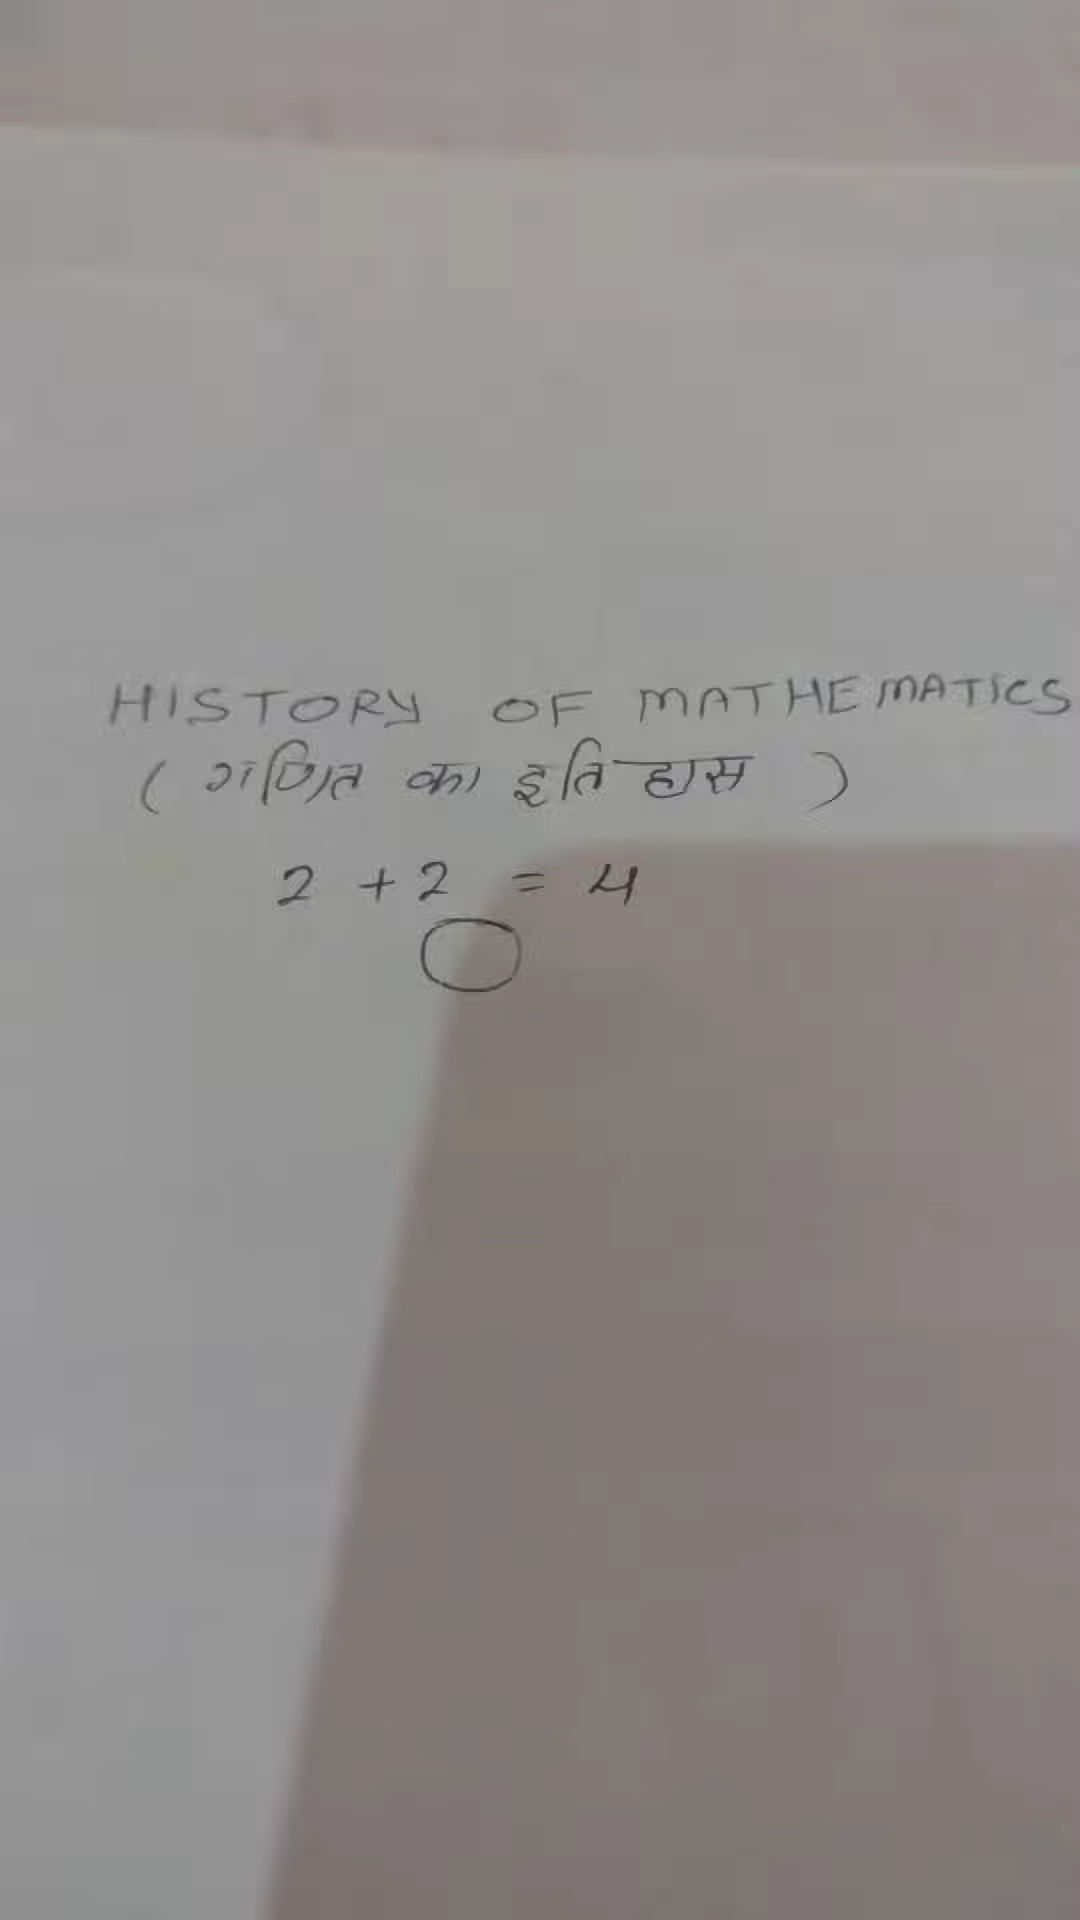 HISTORY OF MATHEMATICS
( गणित का इतिहास )
2 + 2 = 4